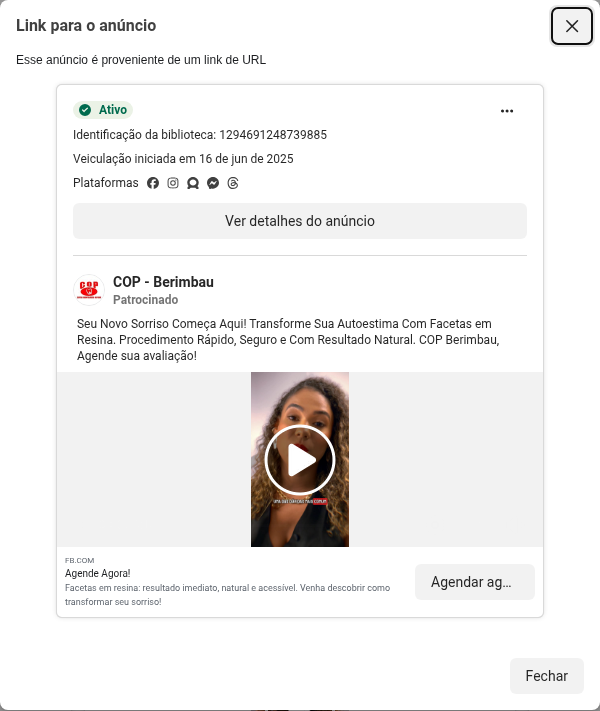 Link para o anúncio
Esse anúncio é proveniente de um link de URL
Ativo
Identificação da biblioteca: 1294691248739885
Veiculação iniciada em 16 de jun de 2025
Plataformas
Ver detalhes do anúncio
COP
COP - Berimbau
Patrocinado
Seu Novo Sorriso Começa Aqui! Transforme Sua Autoestima Com Facetas em
Resina. Procedimento Rápido, Seguro e Com Resultado Natural. COP Berimbau,
Agende sua avaliação!
FB.COM
Agende Agora!
Facetas em resina: resultado imediato, natural e acessível. Venha descobrir como
transformar seu sorriso!
Agendar ag...
Fechar